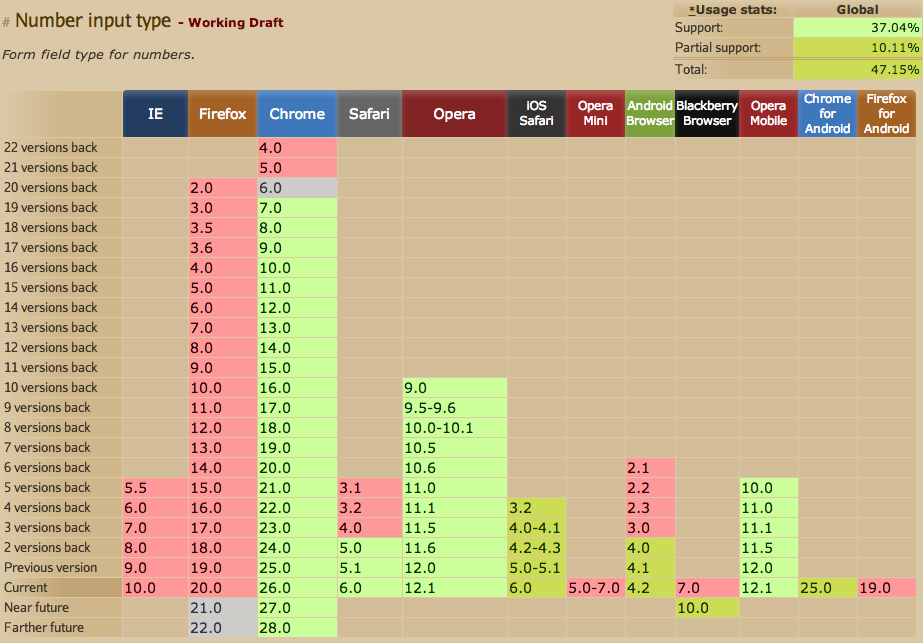 # Number input type - Working Draft
Form field type for numbers.
*Usage stats: Global
Support: 37.04%
Partial support: 10.11%
Total: 47.15%
IE Firefox Chrome Safari Opera iOS Safari Opera Mini Android Browser Blackberry Browser Opera Mobile Chrome for Android Firefox for Android
22 versions back 4.0
21 versions back 5.0
20 versions back 2.0 6.0
19 versions back 3.0 7.0
18 versions back 3.5 8.0
17 versions back 3.6 9.0
16 versions back 4.0 10.0
15 versions back 5.0 11.0
14 versions back 6.0 12.0
13 versions back 7.0 13.0
12 versions back 8.0 14.0
11 versions back 9.0 15.0
10 versions back 10.0 16.0 9.0
9 versions back 11.0 17.0 9.5-9.6
8 versions back 12.0 18.0 10.0-10.1
7 versions back 13.0 19.0 10.5
6 versions back 14.0 20.0 10.6 2.1
5 versions back 5.5 15.0 21.0 3.1 11.0 2.2 10.0
4 versions back 6.0 16.0 22.0 3.2 11.1 3.2 2.3 11.0
3 versions back 7.0 17.0 23.0 4.0 11.5 4.0-4.1 3.0 11.1
2 versions back 8.0 18.0 24.0 5.0 11.6 4.2-4.3 4.0 11.5
Previous version 9.0 19.0 25.0 5.1 12.0 5.0-5.1 4.1 12.0
Current 10.0 20.0 26.0 6.0 12.1 6.0 5.0-7.0 4.2 7.0 12.1 25.0 19.0
Near future 21.0 27.0 10.0
Farther future 22.0 28.0